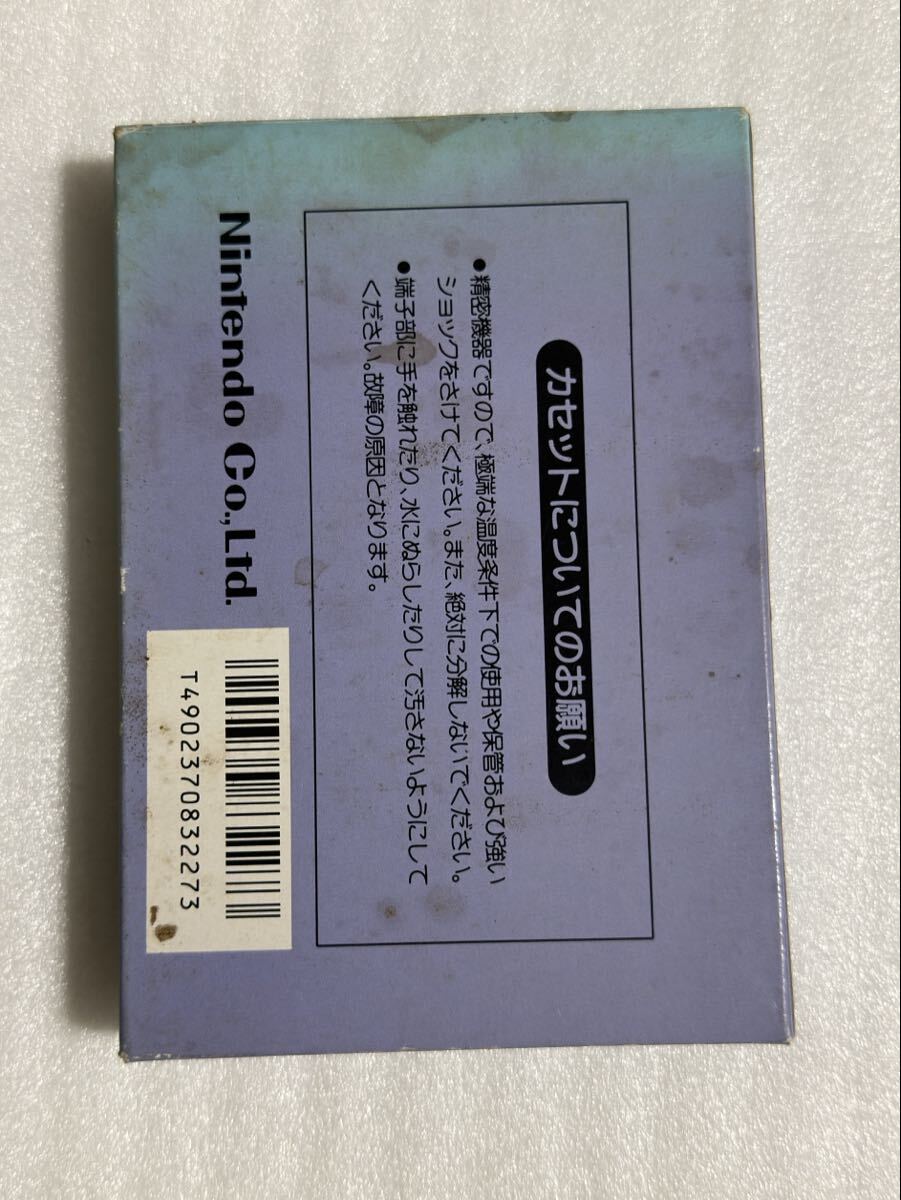 カセットについてのお願い
●精密機器ですので、極端な温度条件下での使用や保管および強い
ショックをさけてください。また、絶対に分解しないでください。
●端子部に手を触れたり、水にぬらしたりして汚さないようにして
ください。故障の原因となります。
Nintendo Co.,Ltd.
T4902370832273